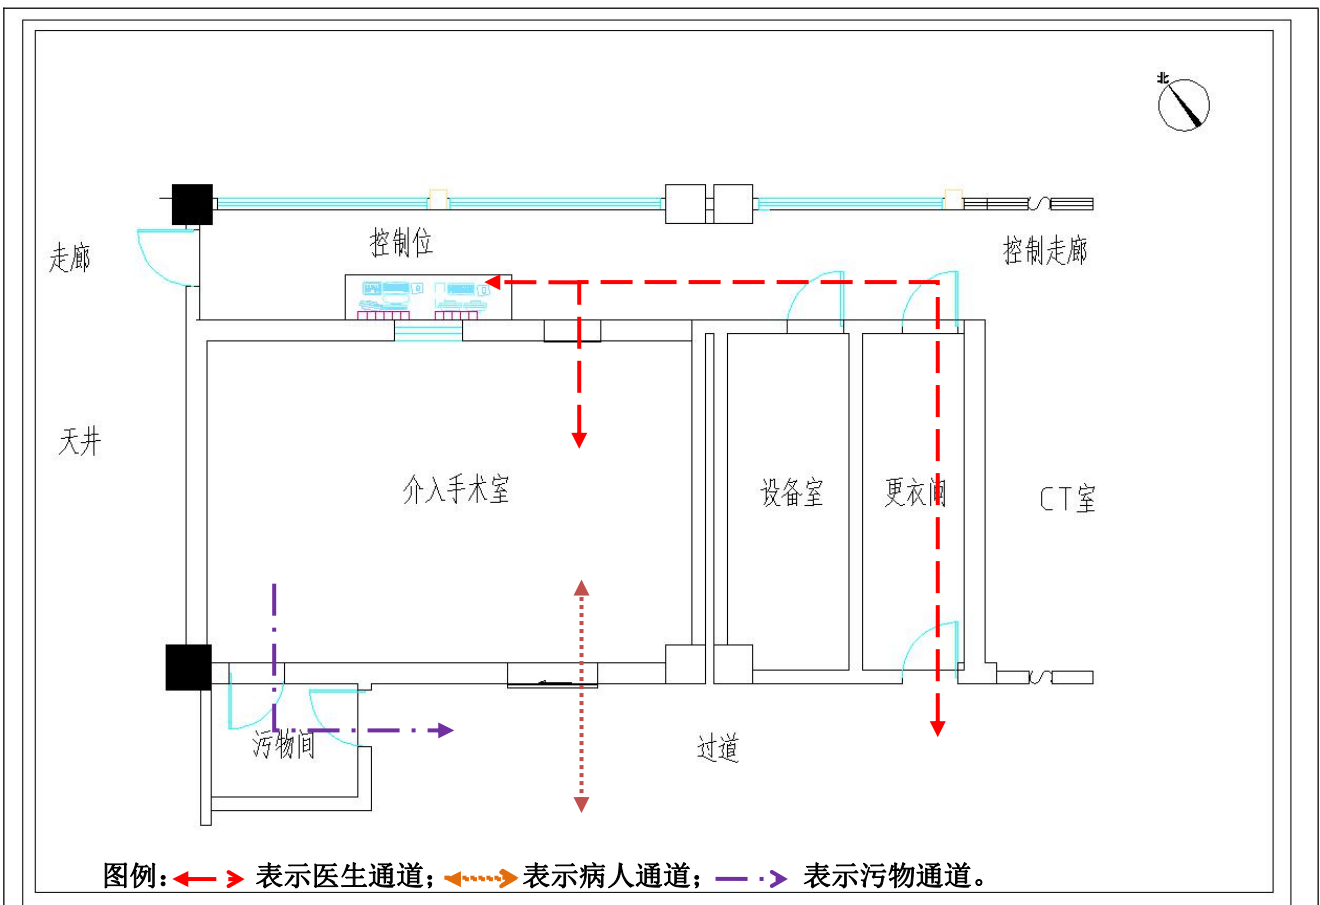 北
控制位
走廊
控制走廊
天井
介入手术室
设备室
更衣间
CT室
污物间
过道
图例: 表示医生通道; 表示病人通道; 表示污物通道。